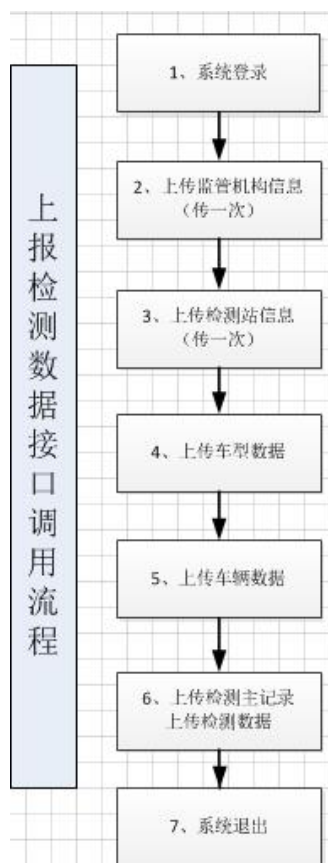 上报检测数据接口调用流程
1、系统登录
2、上传监管机构信息
（传一次）
3、上传检测站信息
（传一次）
4、上传车型数据
5、上传车辆数据
6、上传检测主记录
上传检测数据
7、系统退出